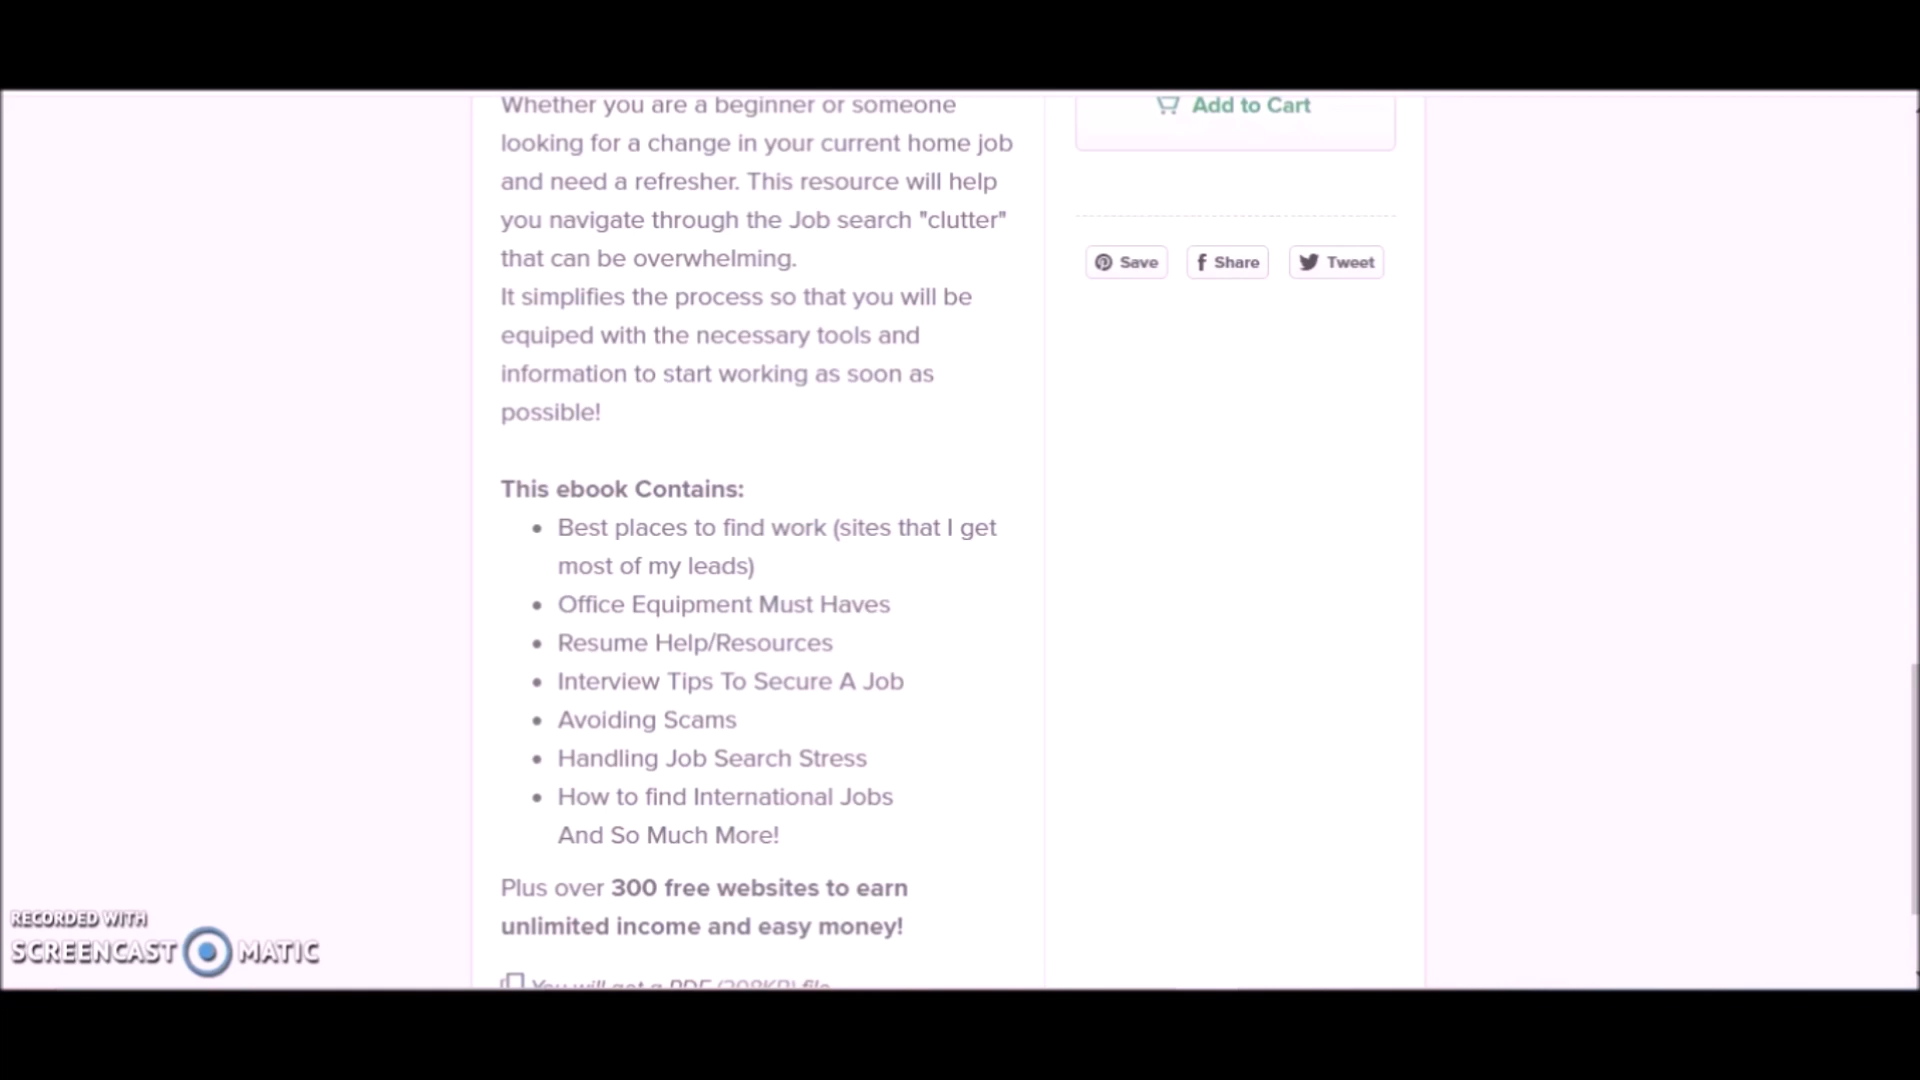 Whether you are a beginner or someone
looking for a change in your current home job
and need a refresher. This resource will help
you navigate through the Job search "clutter"
that can be overwhelming.
It simplifies the process so that you will be
equiped with the necessary tools and
information to start working as soon as
possible!
This ebook Contains:
• Best places to find work (sites that I get
most of my leads)
• Office Equipment Must Haves
• Resume Help/Resources
• Interview Tips To Secure A Job
• Avoiding Scams
• Handling Job Search Stress
• How to find International Jobs
And So Much More!
Plus over 300 free websites to earn
unlimited income and easy money!
You will get a PDF (208KB) file
Add to Cart
Save
Share
Tweet
RECORDED WITH
SCREENCAST MATIC